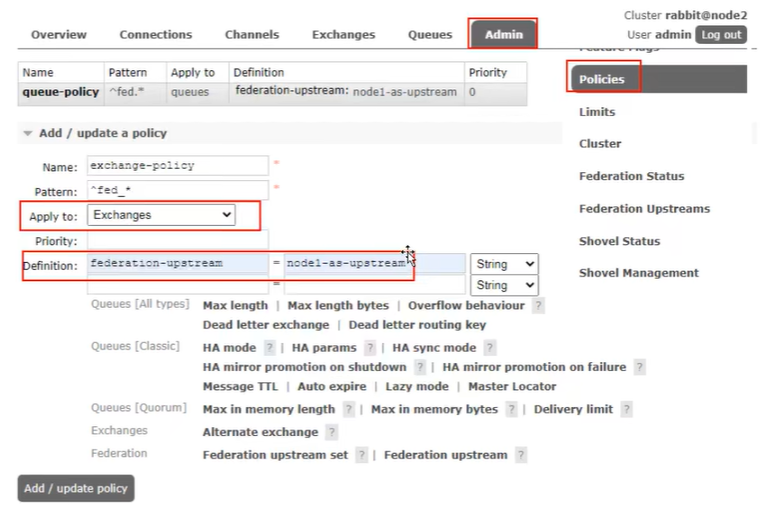 Cluster rabbit@node2
User admin Log out
Overview Connections Channels Exchanges Queues Admin
Feature Flags
Name Pattern Apply to Definition Priority
queue-policy ^fed.* queues federation-upstream: node1-as-upstream 0
Policies
Limits
Cluster
Federation Status
Federation Upstreams
Shovel Status
Shovel Management
Add / update a policy
Name: exchange-policy *
Pattern: ^fed_* *
Apply to: Exchanges
Priority:
Definition: federation-upstream = node1-as-upstream String
= String
Queues [All types] Max length | Max length bytes | Overflow behaviour ?
Dead letter exchange | Dead letter routing key
Queues [Classic] HA mode ? | HA params ? | HA sync mode ?
HA mirror promotion on shutdown ? | HA mirror promotion on failure ?
Message TTL | Auto expire | Lazy mode | Master Locator
Queues [Quorum] Max in memory length ? | Max in memory bytes ? | Delivery limit ?
Exchanges Alternate exchange ?
Federation Federation upstream set ? | Federation upstream ?
Add / update policy